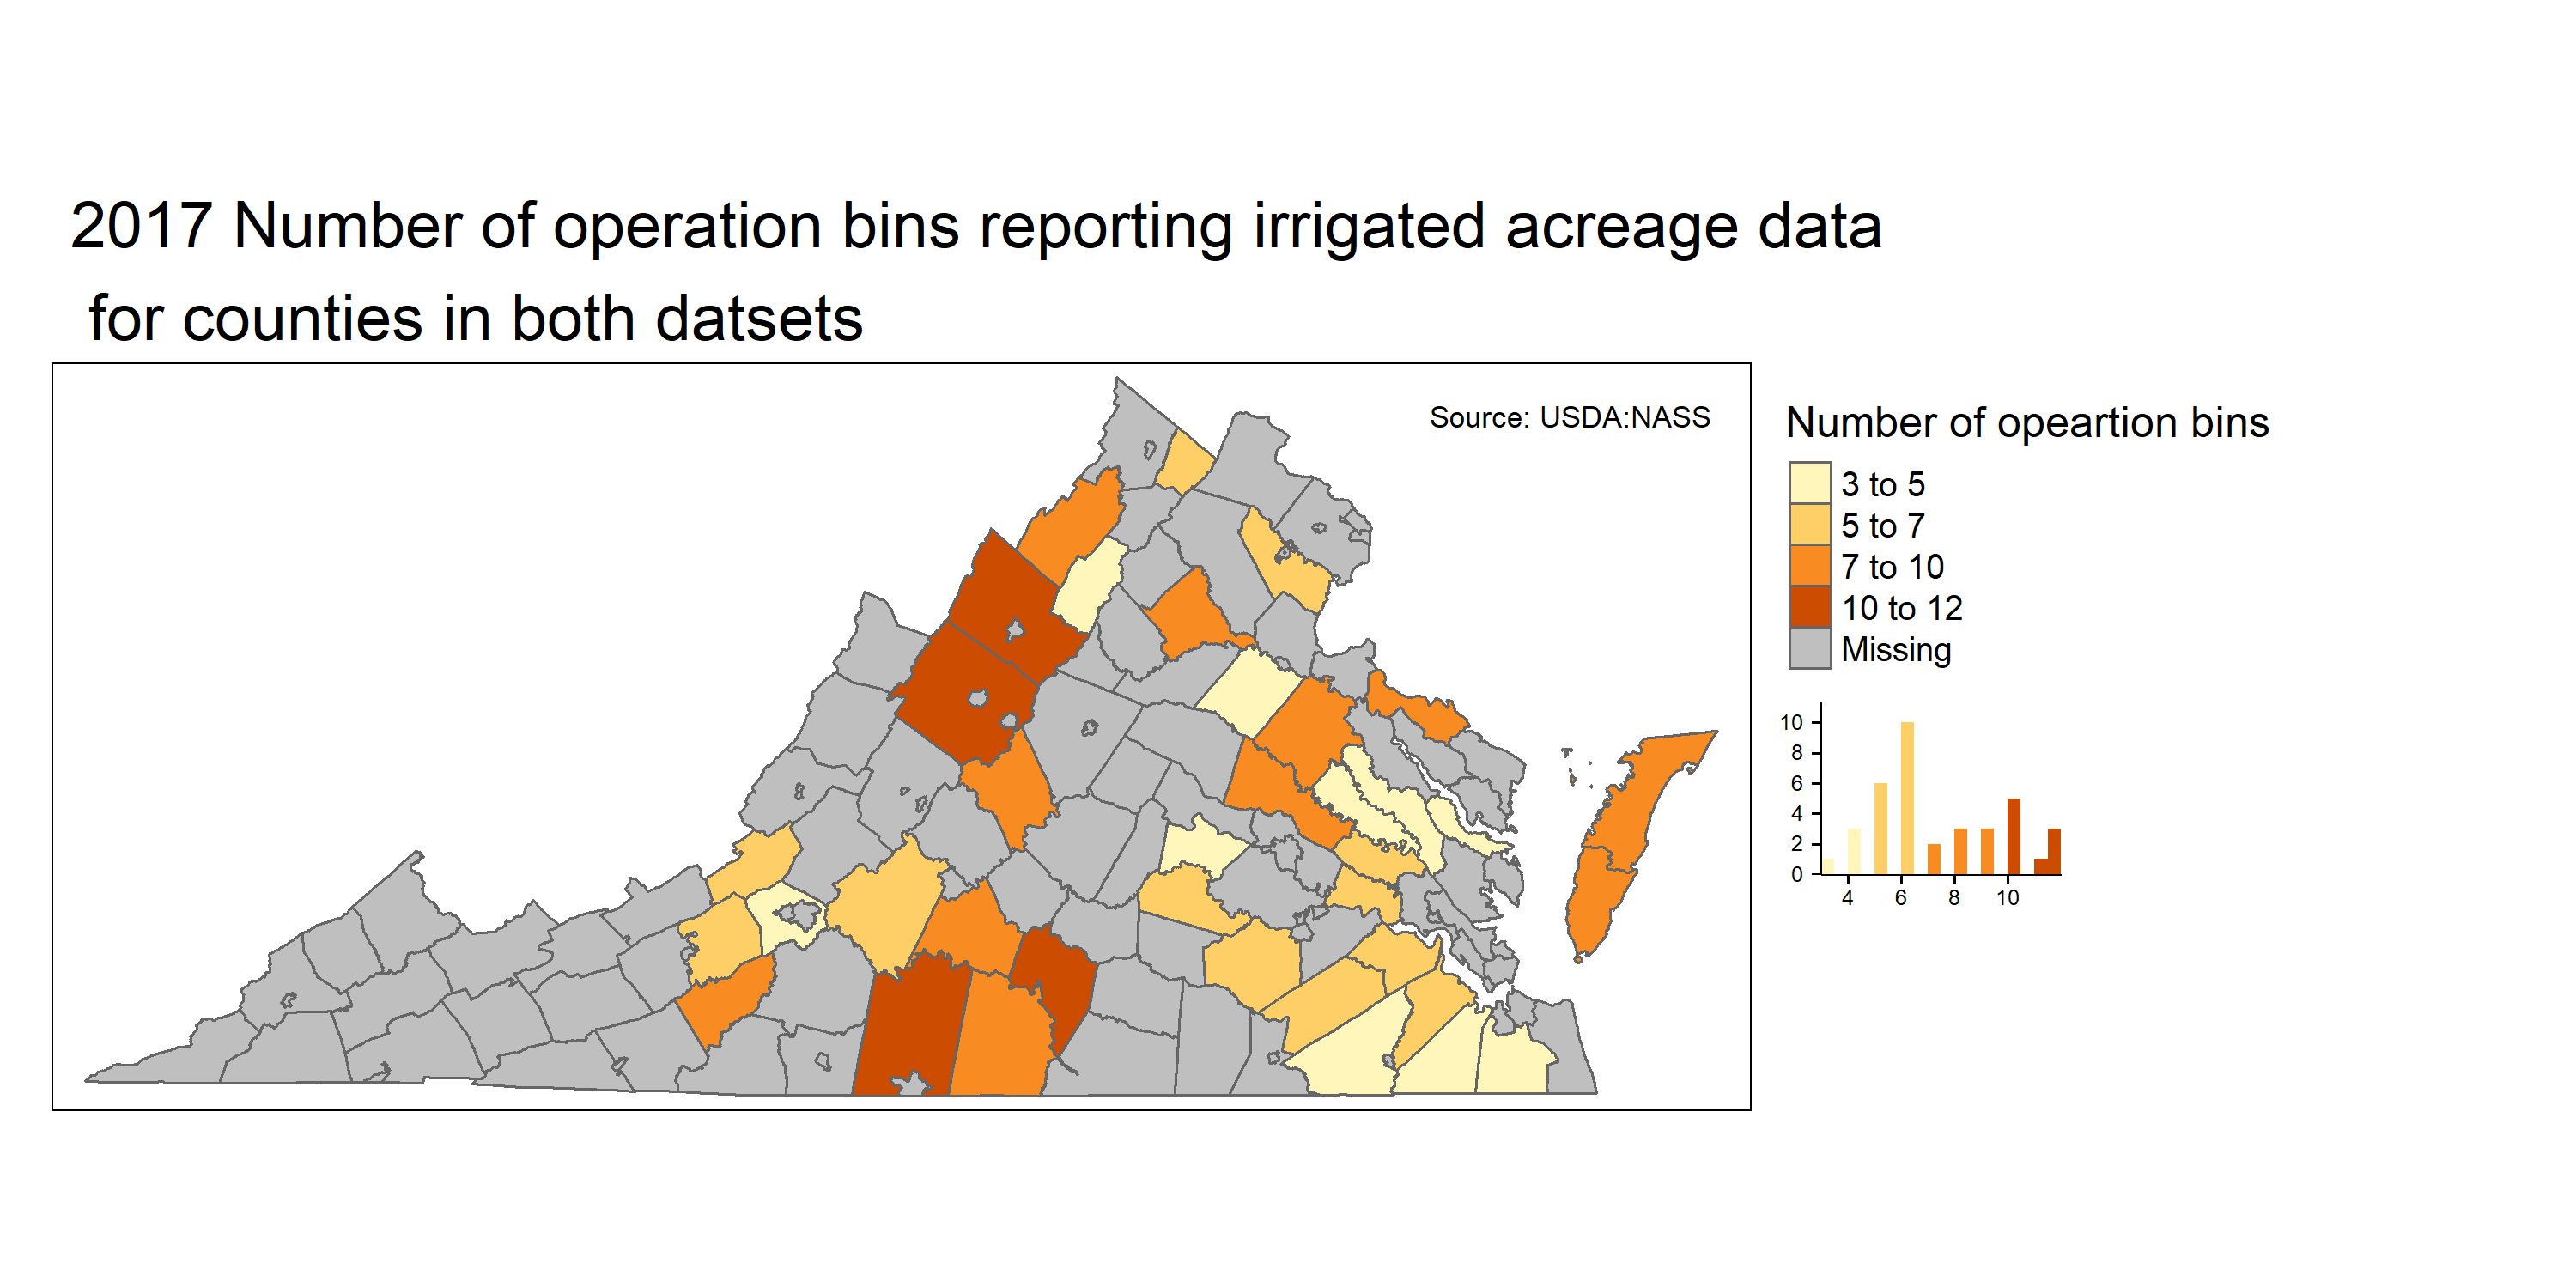 2017 Number of operation bins reporting irrigated acreage data
for counties in both datsets
Source: USDA:NASS
Number of opeartion bins
3 to 5
5 to 7
7 to 10
10 to 12
Missing
10
8
6
4
2
0
4 6 8 10